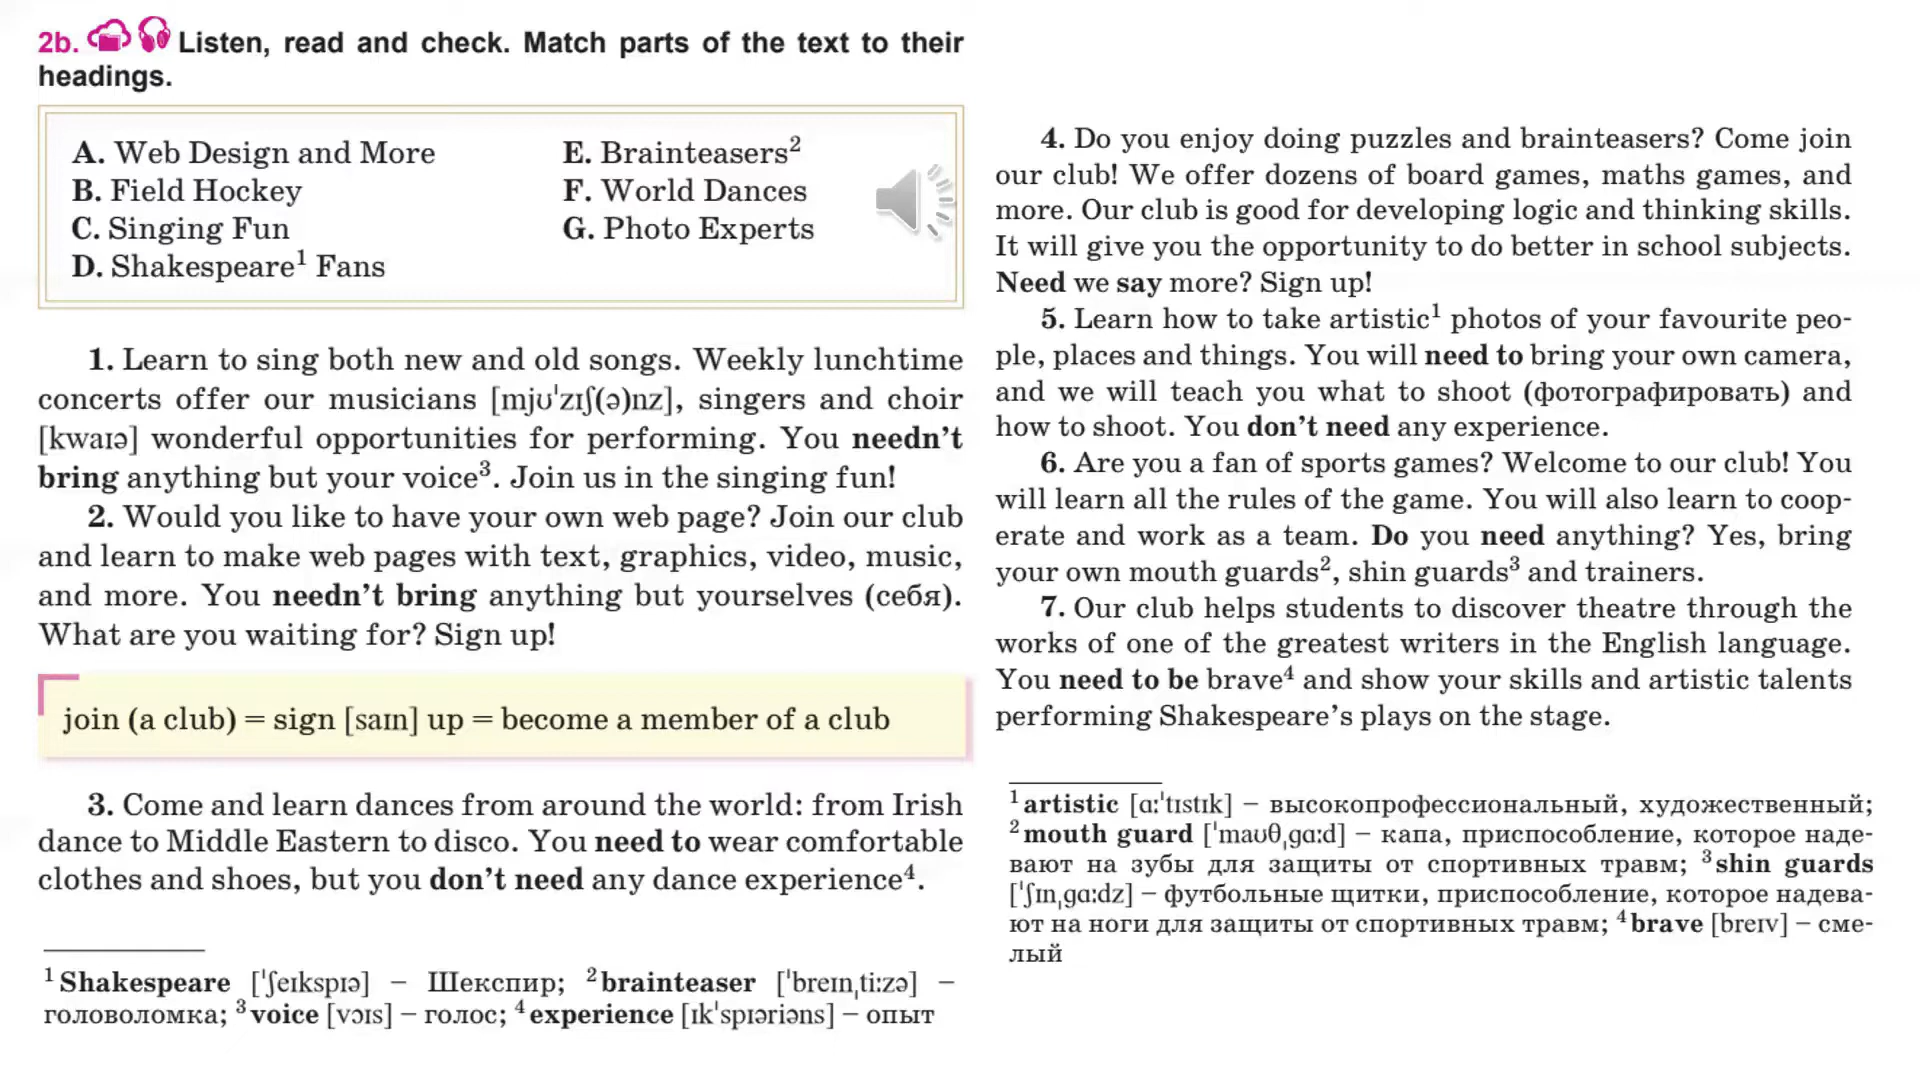 2b. Listen, read and check. Match parts of the text to their
headings.
A. Web Design and More
B. Field Hockey
C. Singing Fun
D. Shakespeare¹ Fans
E. Brainteasers²
F. World Dances
G. Photo Experts
1. Learn to sing both new and old songs. Weekly lunchtime
concerts offer our musicians [mjʊˈzɪʃ(ə)nz], singers and choir
[kwaɪə] wonderful opportunities for performing. You needn’t
bring anything but your voice³. Join us in the singing fun!
2. Would you like to have your own web page? Join our club
and learn to make web pages with text, graphics, video, music,
and more. You needn’t bring anything but yourselves (себя).
What are you waiting for? Sign up!
join (a club) = sign [saɪn] up = become a member of a club
3. Come and learn dances from around the world: from Irish
dance to Middle Eastern to disco. You need to wear comfortable
clothes and shoes, but you don’t need any dance experience⁴.
¹ Shakespeare [ˈʃeɪkspɪə] – Шекспир; ² brainteaser [ˈbreɪnˌtiːzə] –
головоломка; ³ voice [vɔɪs] – голос; ⁴ experience [ɪkˈspɪəriəns] – опыт
4. Do you enjoy doing puzzles and brainteasers? Come join
our club! We offer dozens of board games, maths games, and
more. Our club is good for developing logic and thinking skills.
It will give you the opportunity to do better in school subjects.
Need we say more? Sign up!
5. Learn how to take artistic¹ photos of your favourite peo-
ple, places and things. You will need to bring your own camera,
and we will teach you what to shoot (фотографировать) and
how to shoot. You don’t need any experience.
6. Are you a fan of sports games? Welcome to our club! You
will learn all the rules of the game. You will also learn to coop-
erate and work as a team. Do you need anything? Yes, bring
your own mouth guards², shin guards³ and trainers.
7. Our club helps students to discover theatre through the
works of one of the greatest writers in the English language.
You need to be brave⁴ and show your skills and artistic talents
performing Shakespeare’s plays on the stage.
¹ artistic [ɑːˈtɪstɪk] – высокопрофессиональный, художественный;
² mouth guard [ˈmaʊθˌɡɑːd] – капа, приспособление, которое наде-
вают на зубы для защиты от спортивных травм; ³ shin guards
[ˈʃɪnˌɡɑːdz] – футбольные щитки, приспособление, которое надева-
ют на ноги для защиты от спортивных травм; ⁴ brave [breɪv] – сме-
лый